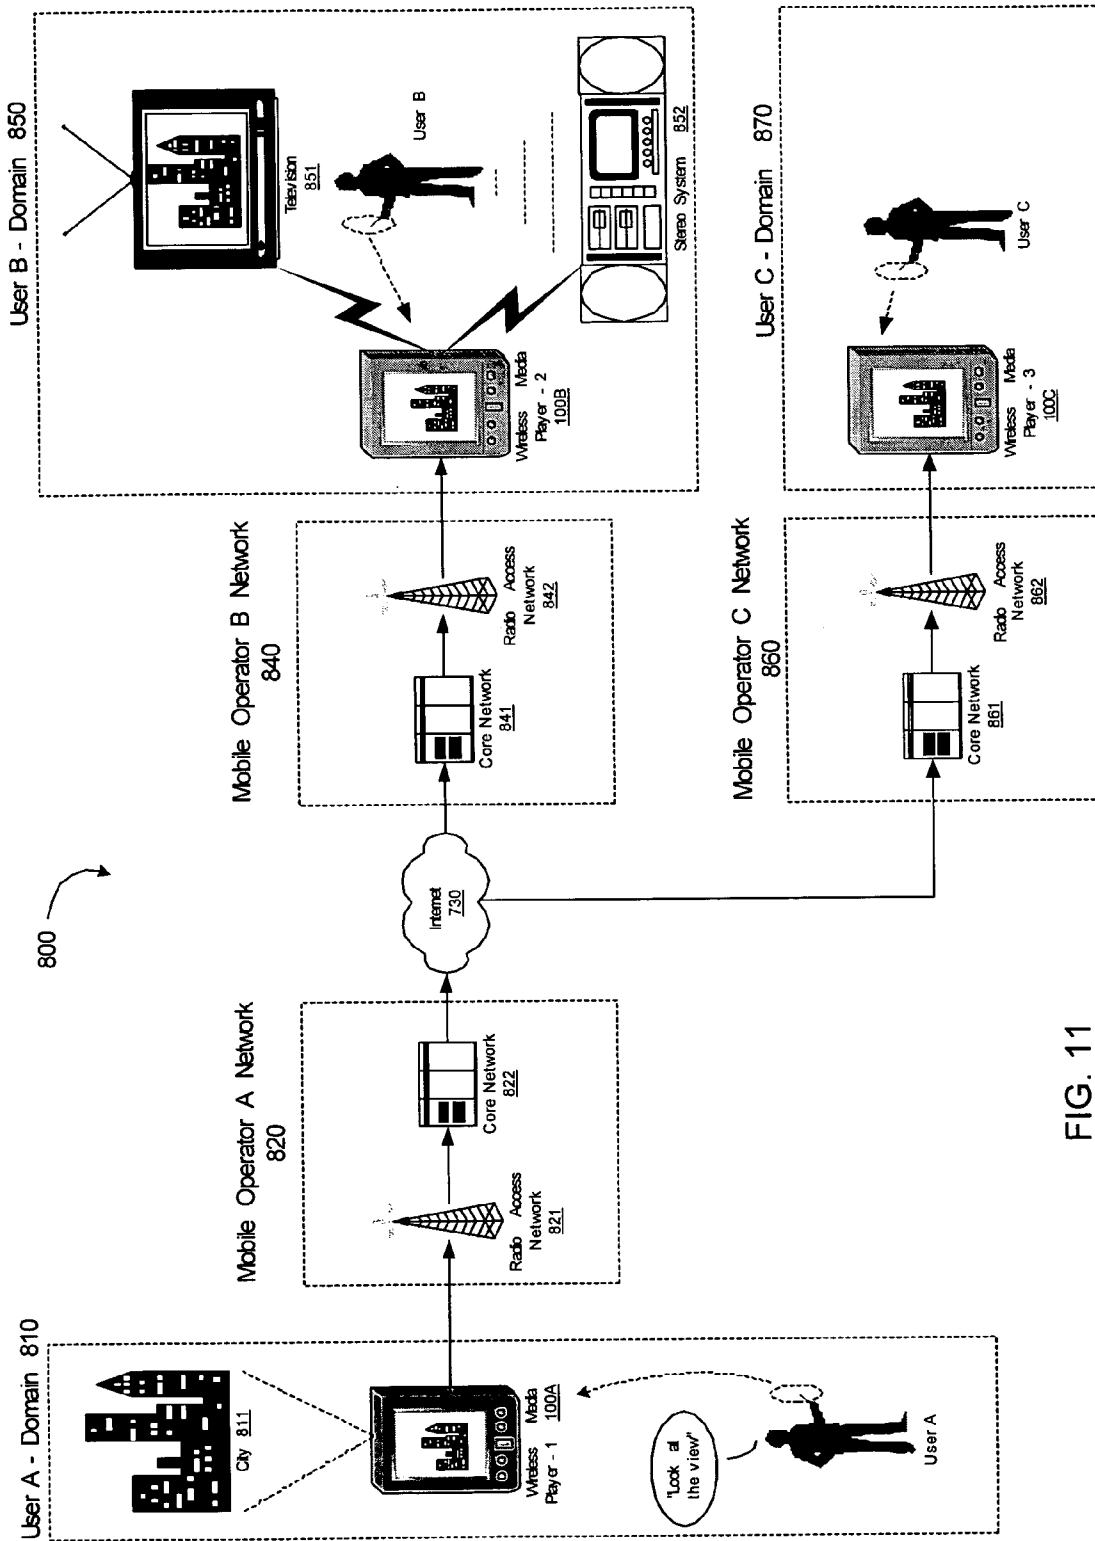 800
User A - Domain 810
City 811
Wireless Media
Player - 1 100A
"Look at
the view"
User A
Mobile Operator A Network
820
Radio Access
Network
821
Core Network
822
Internet
730
Mobile Operator B Network
840
Core Network
841
Radio Access
Network
842
User B - Domain 850
Wireless Media
Player - 2
100B
Television
851
User B
Stereo System 852
Mobile Operator C Network
860
Core Network
861
Radio Access
Network
862
User C - Domain 870
Wireless Media
Player - 3
100C
User C
FIG. 11